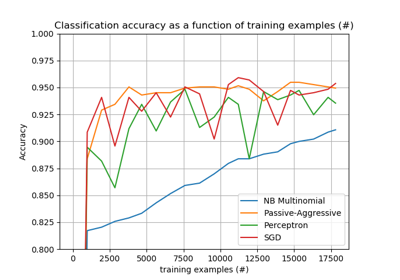 Classification accuracy as a function of training examples (#)
1.000
0.975
0.950
0.925
0.900
0.875
0.850
0.825
0.800
Accuracy
NB Multinomial
Passive-Aggressive
Perceptron
SGD
0 2500 5000 7500 10000 12500 15000 17500
training examples (#)